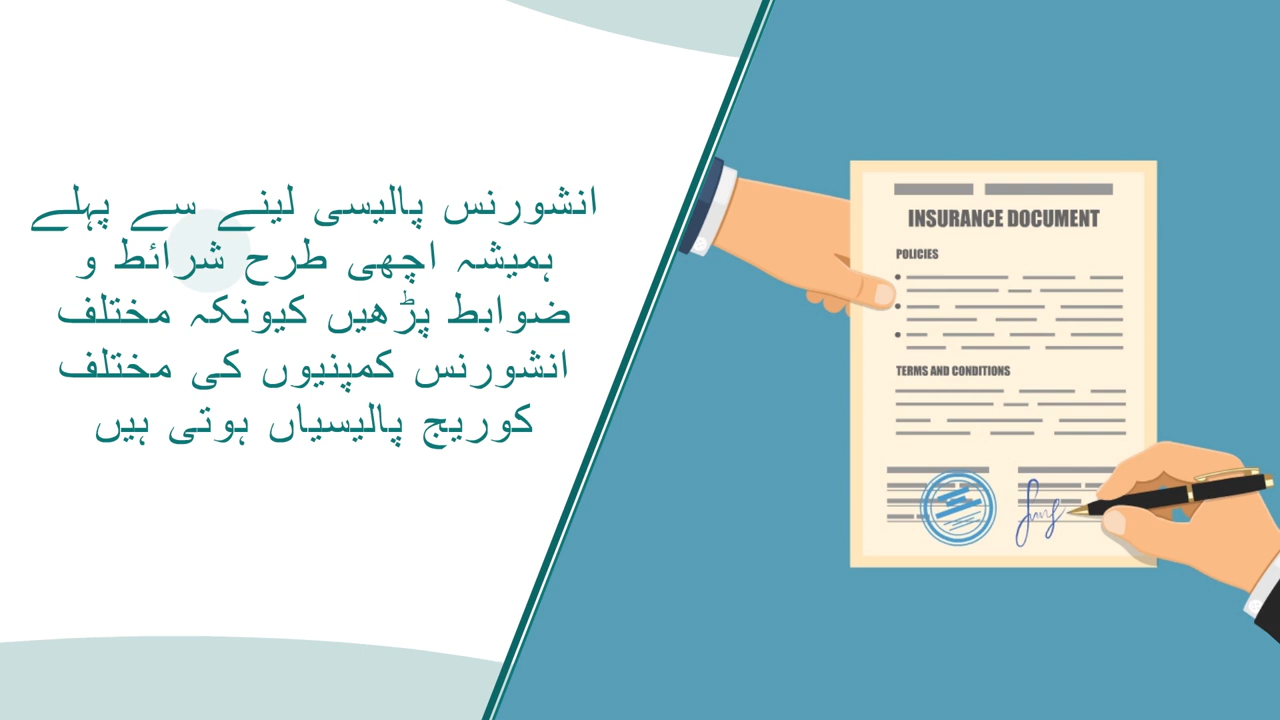 انشورنس پالیسی لینے سے پہلے
ہمیشہ اچھی طرح شرائط و
ضوابط پڑھیں کیونکہ مختلف
انشورنس کمپنیوں کی مختلف
کوریج پالیسیاں ہوتی ہیں
INSURANCE DOCUMENT
POLICIES
TERMS AND CONDITIONS